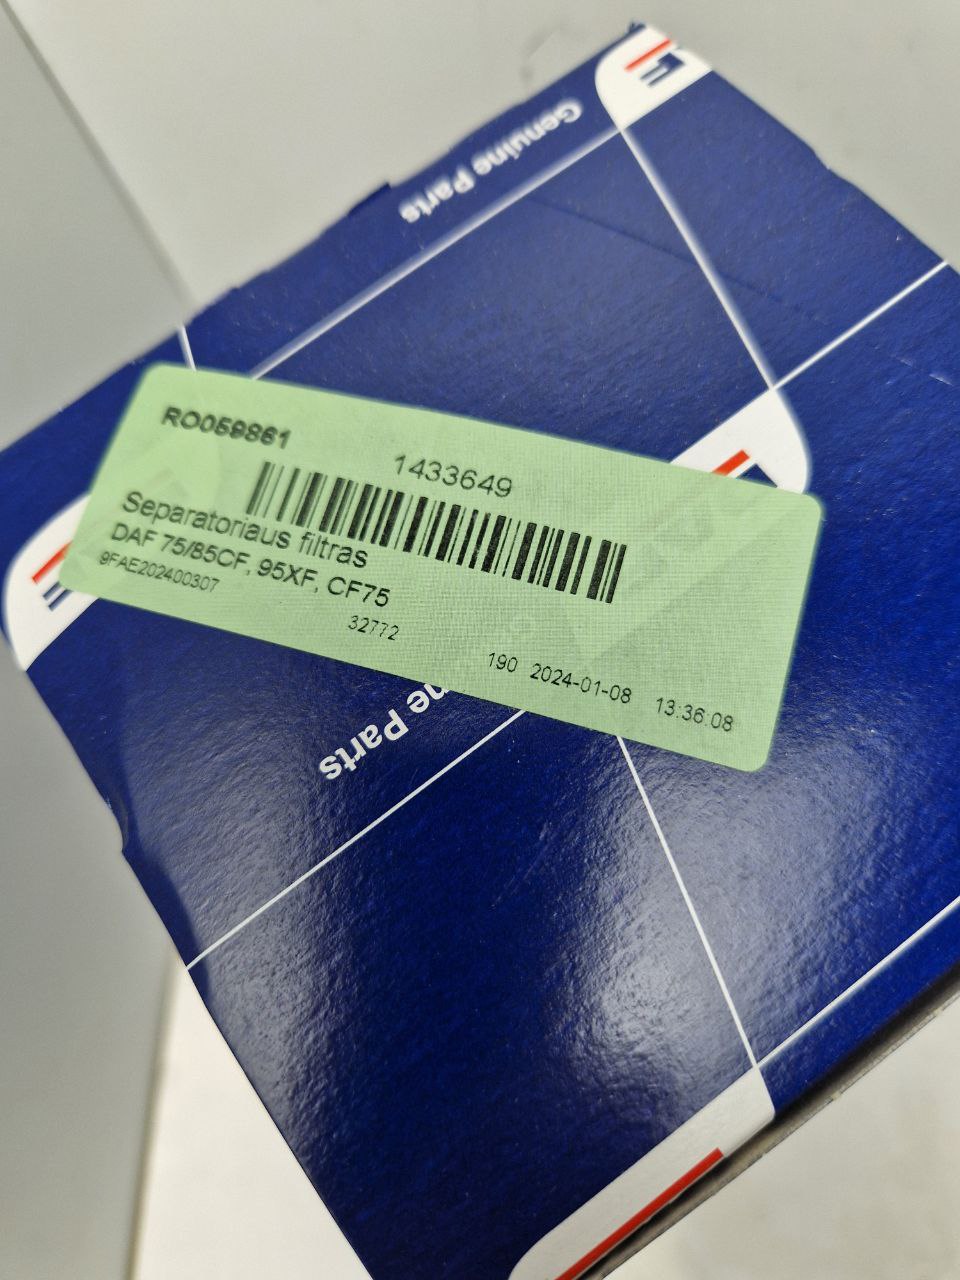 Genuine Parts
RO059861
1433649
Separatoriaus filtras
DAF 75/85CF, 95XF, CF75
9FAE202400307
32772
190 2024-01-08 13:36:08
Parts